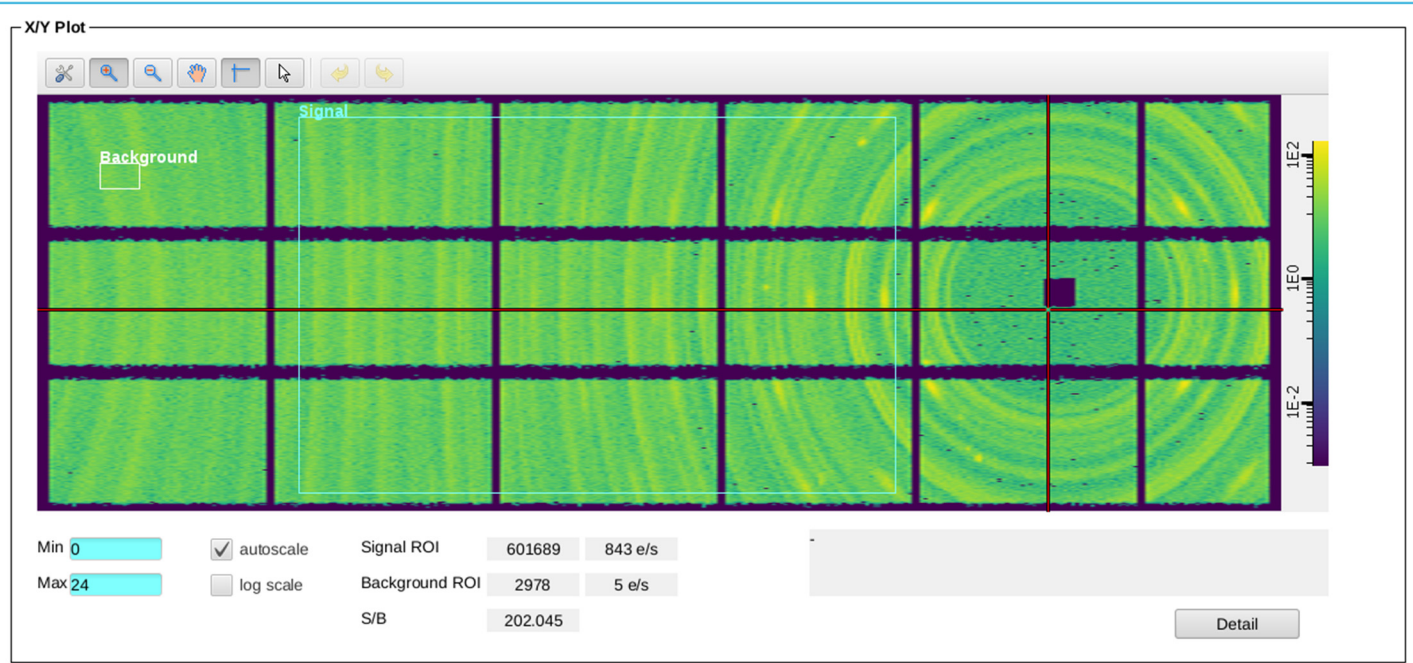 X/Y Plot
Signal
Background
1E2
1E0
1E-2
Min 0
autoscale
Signal ROI 601689 843 e/s
-
Max 24
log scale
Background ROI 2978 5 e/s
S/B 202.045
Detail